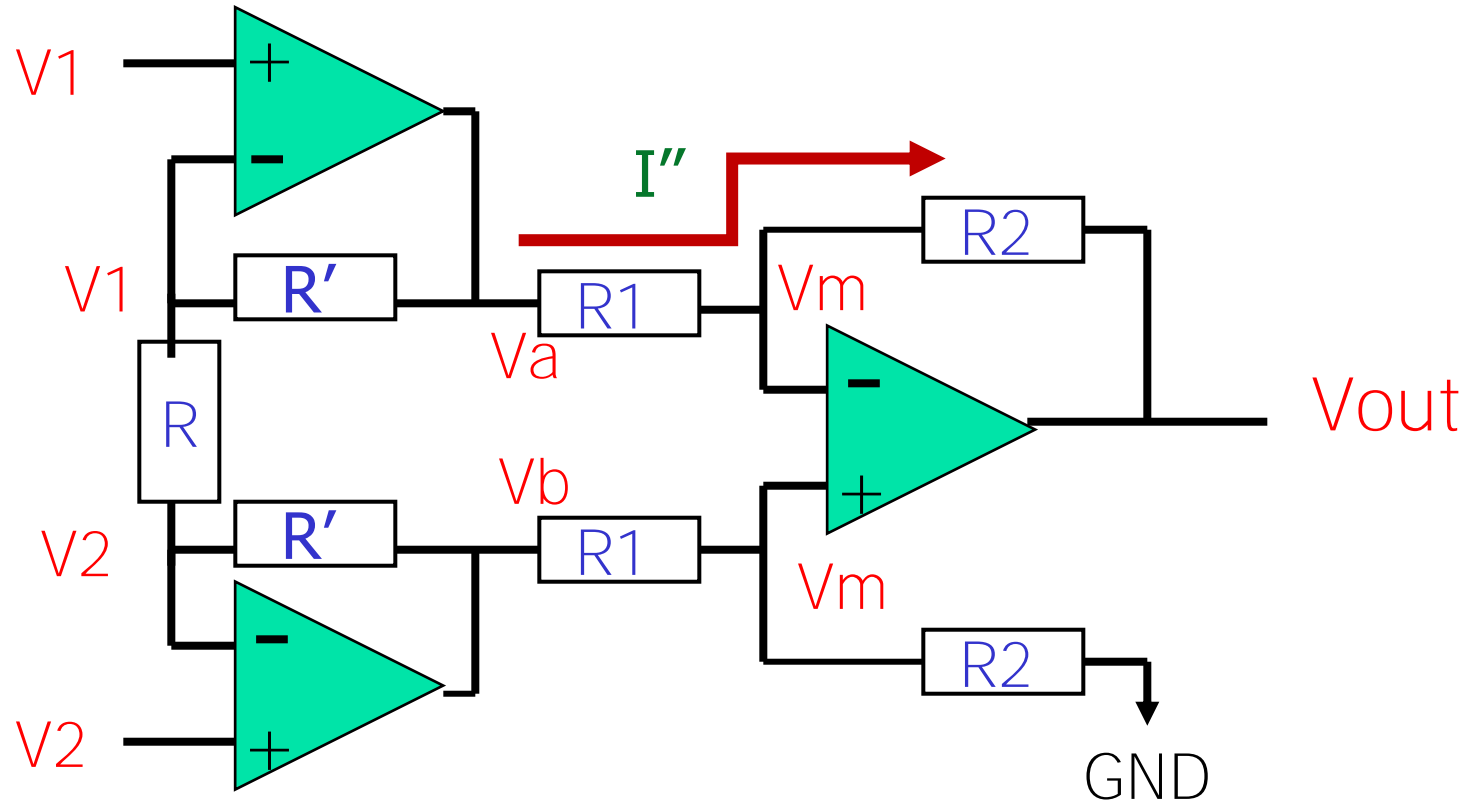 V1
+
−
I″
R2
V1
R′
R1
Vm
Va
−
R
Vout
Vb
+
V2
R′
R1
Vm
−
R2
V2
+
GND